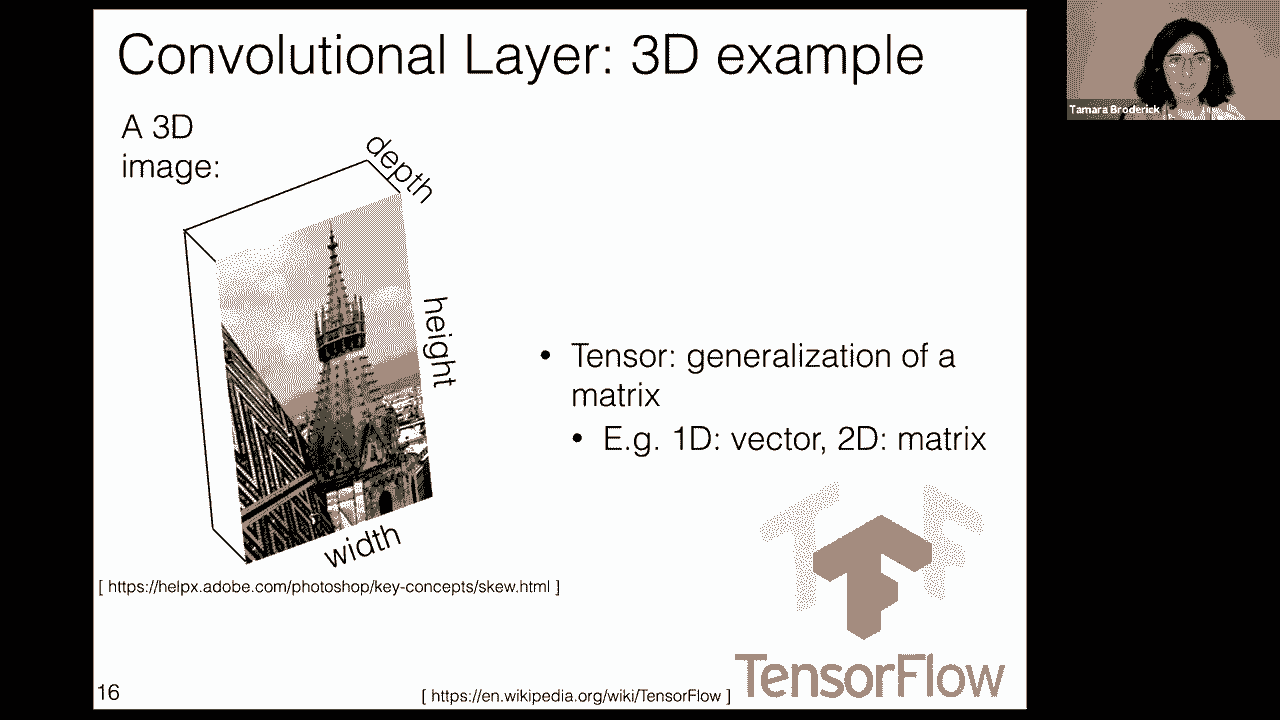 Convolutional Layer: 3D example
Tamara Broderick
A 3D
image:
depth
height
width
• Tensor: generalization of a
matrix
• E.g. 1D: vector, 2D: matrix
[ https://helpx.adobe.com/photoshop/key-concepts/skew.html ]
TensorFlow
16
[ https://en.wikipedia.org/wiki/TensorFlow ]